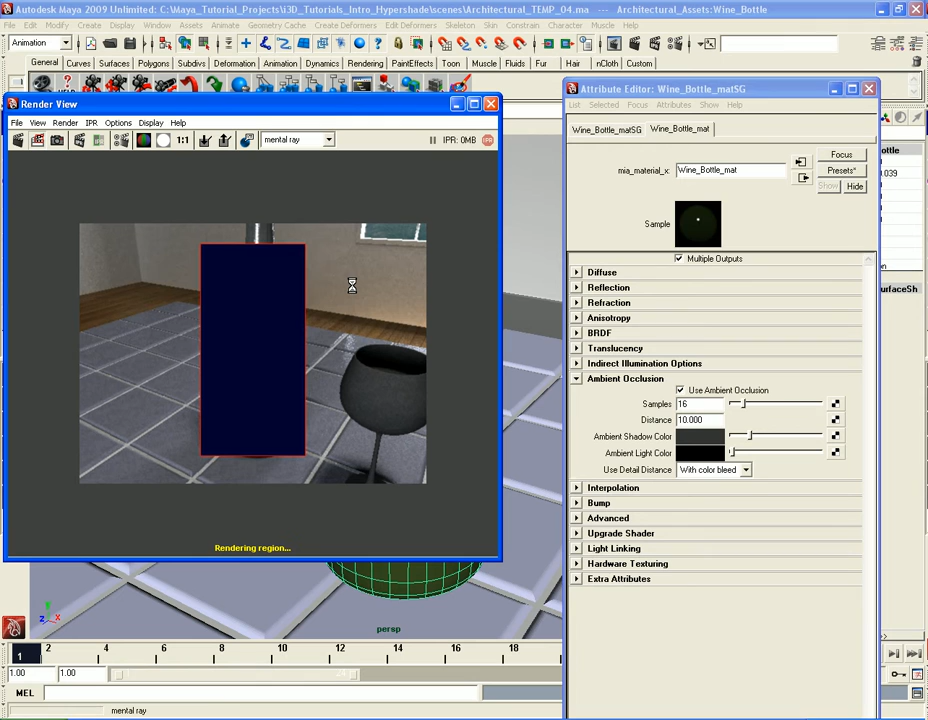 Autodesk Maya 2009 Unlimited: C:\Maya_Tutorial_Projects\i3D_Tutorials_Intro_Hypershade\scenes\Architectural_TEMP_04.ma --- Architectural_Assets:Wine_Bottle
File Edit Modify Create Display Window Assets Animate Geometry Cache Create Deformers Edit Deformers Skeleton Skin Constrain Character Muscle Help
Animation
General Curves Surfaces Polygons Subdivs Deformation Animation Dynamics Rendering PaintEffects Toon Muscle Fluids Fur Hair nCloth Custom
Render View
File View Render IPR Options Display Help
1:1
mental ray
IPR: 0MB
Rendering region...
Attribute Editor: Wine_Bottle_matSG
List Selected Focus Attributes Show Help
Wine_Bottle_matSG Wine_Bottle_mat
mia_material_x: Wine_Bottle_mat
Focus
Presets*
Show Hide
Sample
Multiple Outputs
Diffuse
Reflection
Refraction
Anisotropy
BRDF
Translucency
Indirect Illumination Options
Ambient Occlusion
Use Ambient Occlusion
Samples 16
Distance 10.000
Ambient Shadow Color
Ambient Light Color
Use Detail Distance With color bleed
Interpolation
Bump
Advanced
Upgrade Shader
Light Linking
Hardware Texturing
Extra Attributes
ottle
.039
on
urfaceSh
y
z x
persp
1 2 4 6 8 10 12 14 16 18
1.00 1.00
MEL
mental ray